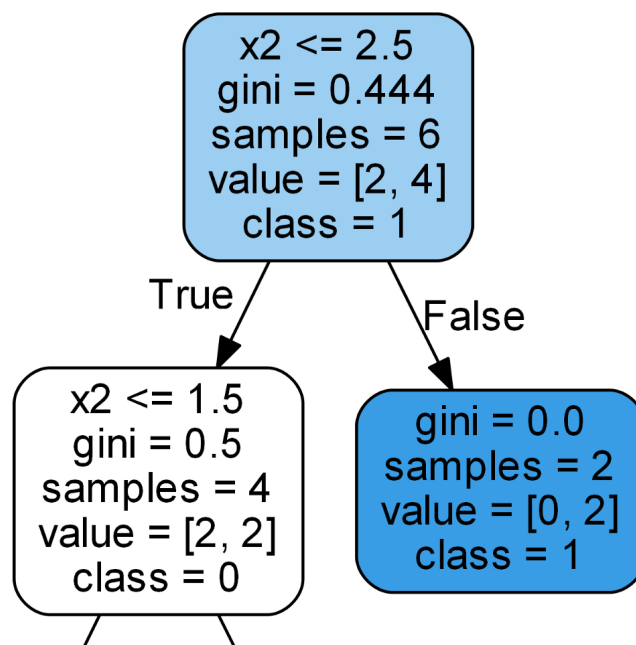 x2 <= 2.5
gini = 0.444
samples = 6
value = [2, 4]
class = 1
True
False
x2 <= 1.5
gini = 0.5
samples = 4
value = [2, 2]
class = 0
gini = 0.0
samples = 2
value = [0, 2]
class = 1